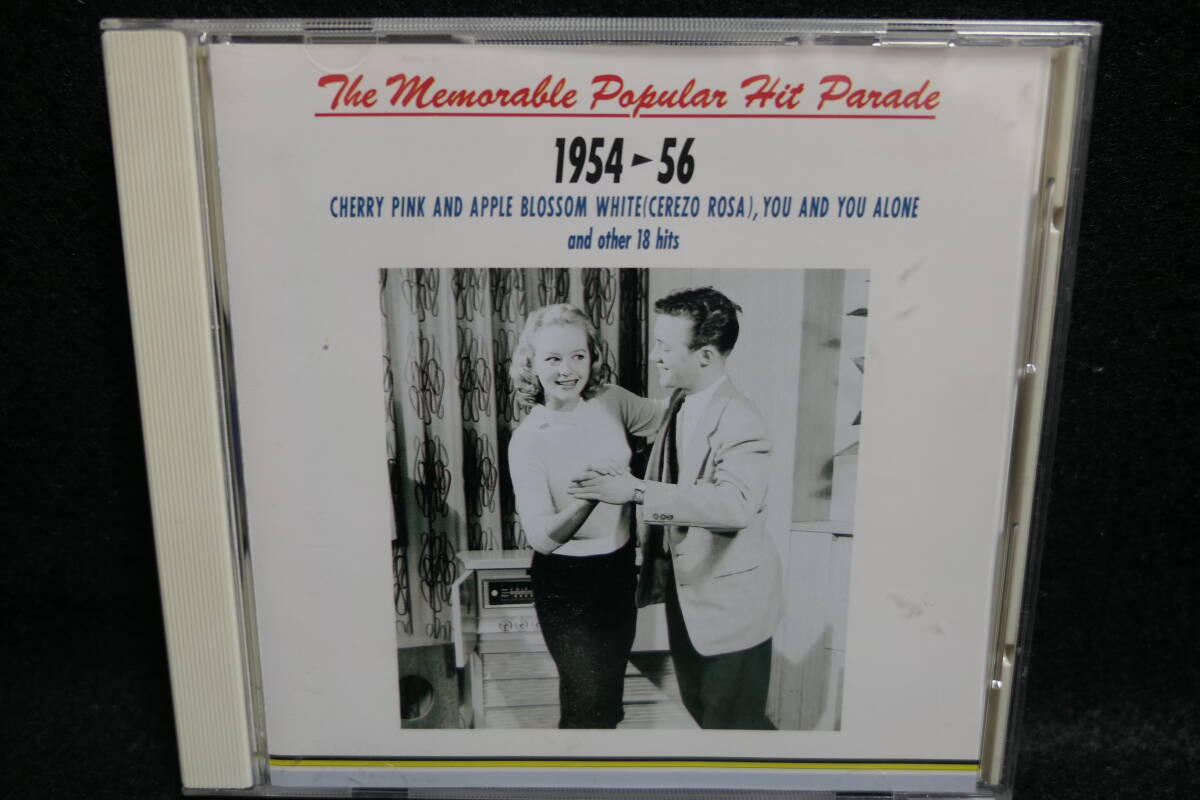 The Memorable Popular Hit Parade
1954►56
CHERRY PINK AND APPLE BLOSSOM WHITE(CEREZO ROSA), YOU AND YOU ALONE
and other 18 hits